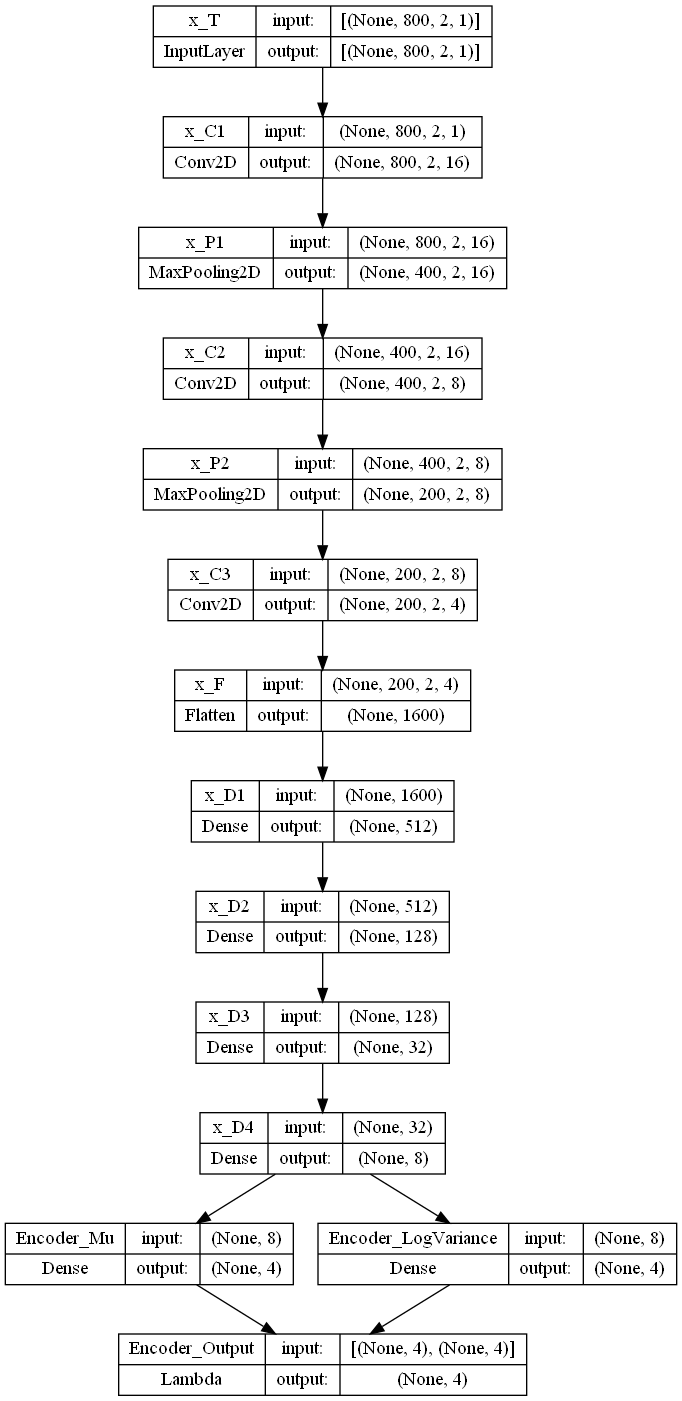 x_T input: [(None, 800, 2, 1)]
InputLayer output: [(None, 800, 2, 1)]
x_C1 input: (None, 800, 2, 1)
Conv2D output: (None, 800, 2, 16)
x_P1 input: (None, 800, 2, 16)
MaxPooling2D output: (None, 400, 2, 16)
x_C2 input: (None, 400, 2, 16)
Conv2D output: (None, 400, 2, 8)
x_P2 input: (None, 400, 2, 8)
MaxPooling2D output: (None, 200, 2, 8)
x_C3 input: (None, 200, 2, 8)
Conv2D output: (None, 200, 2, 4)
x_F input: (None, 200, 2, 4)
Flatten output: (None, 1600)
x_D1 input: (None, 1600)
Dense output: (None, 512)
x_D2 input: (None, 512)
Dense output: (None, 128)
x_D3 input: (None, 128)
Dense output: (None, 32)
x_D4 input: (None, 32)
Dense output: (None, 8)
Encoder_Mu input: (None, 8)
Dense output: (None, 4)
Encoder_LogVariance input: (None, 8)
Dense output: (None, 4)
Encoder_Output input: [(None, 4), (None, 4)]
Lambda output: (None, 4)